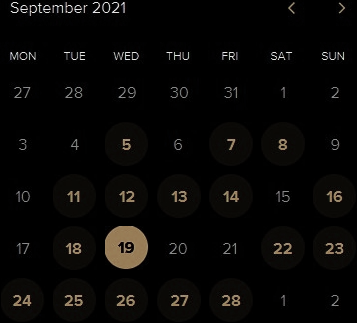 September 2021
MON TUE WED THU FRI SAT SUN
27 28 29 30 31 1 2
3 4 5 6 7 8 9
10 11 12 13 14 15 16
17 18 19 20 21 22 23
24 25 26 27 28 1 2